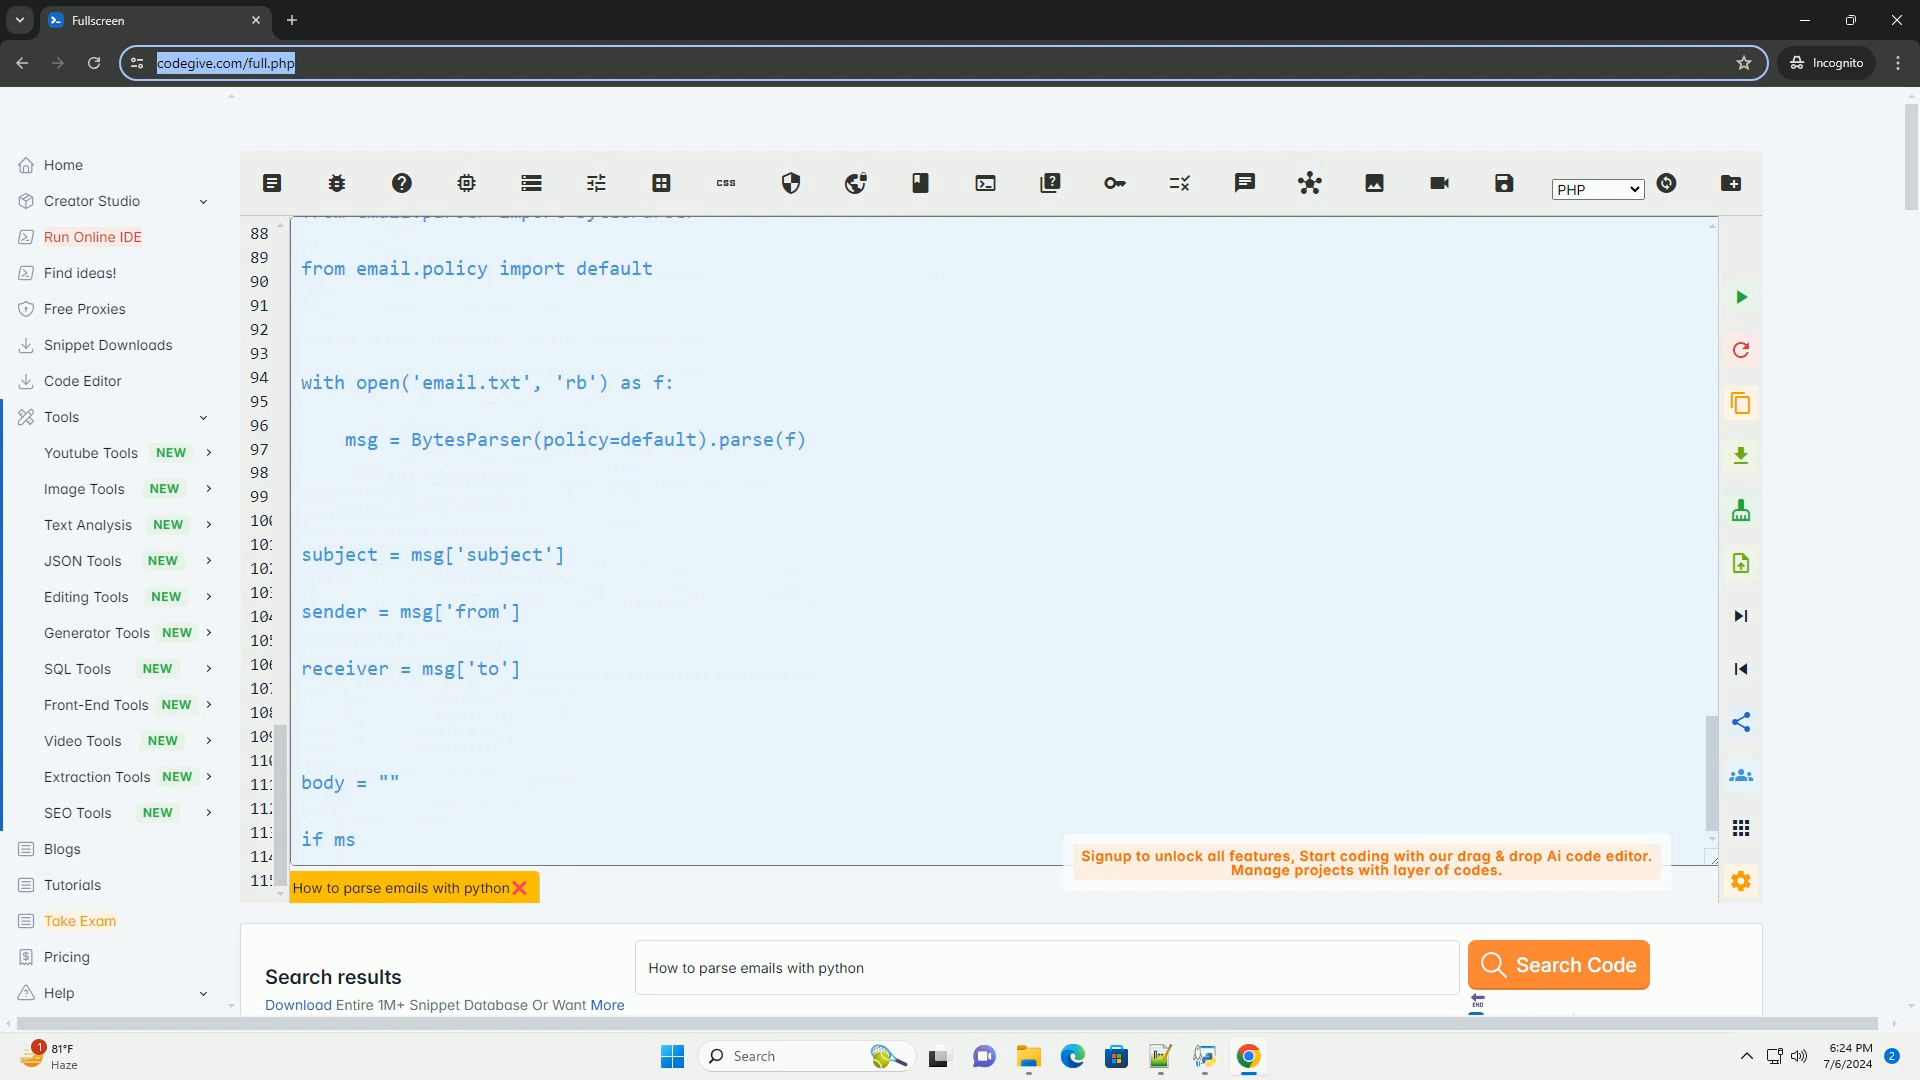 Fullscreen
codegive.com/full.php
Incognito
Home
Creator Studio
Run Online IDE
Find ideas!
Free Proxies
Snippet Downloads
Code Editor
Tools
Youtube Tools NEW
Image Tools NEW
Text Analysis NEW
JSON Tools NEW
Editing Tools NEW
Generator Tools NEW
SQL Tools NEW
Front-End Tools NEW
Video Tools NEW
Extraction Tools NEW
SEO Tools NEW
Blogs
Tutorials
Take Exam
Pricing
Help
css
PHP
88
89
90
91
92
93
94
95
96
97
98
99
from email.policy import default
with open('email.txt', 'rb') as f:
msg = BytesParser(policy=default).parse(f)
subject = msg['subject']
sender = msg['from']
receiver = msg['to']
body = ""
if ms
Signup to unlock all features, Start coding with our drag & drop Ai code editor.
Manage projects with layer of codes.
How to parse emails with python
Search results
Download Entire 1M+ Snippet Database Or Want More
How to parse emails with python
Search Code
END
1
81°F
Haze
Search
6:24 PM
7/6/2024
2